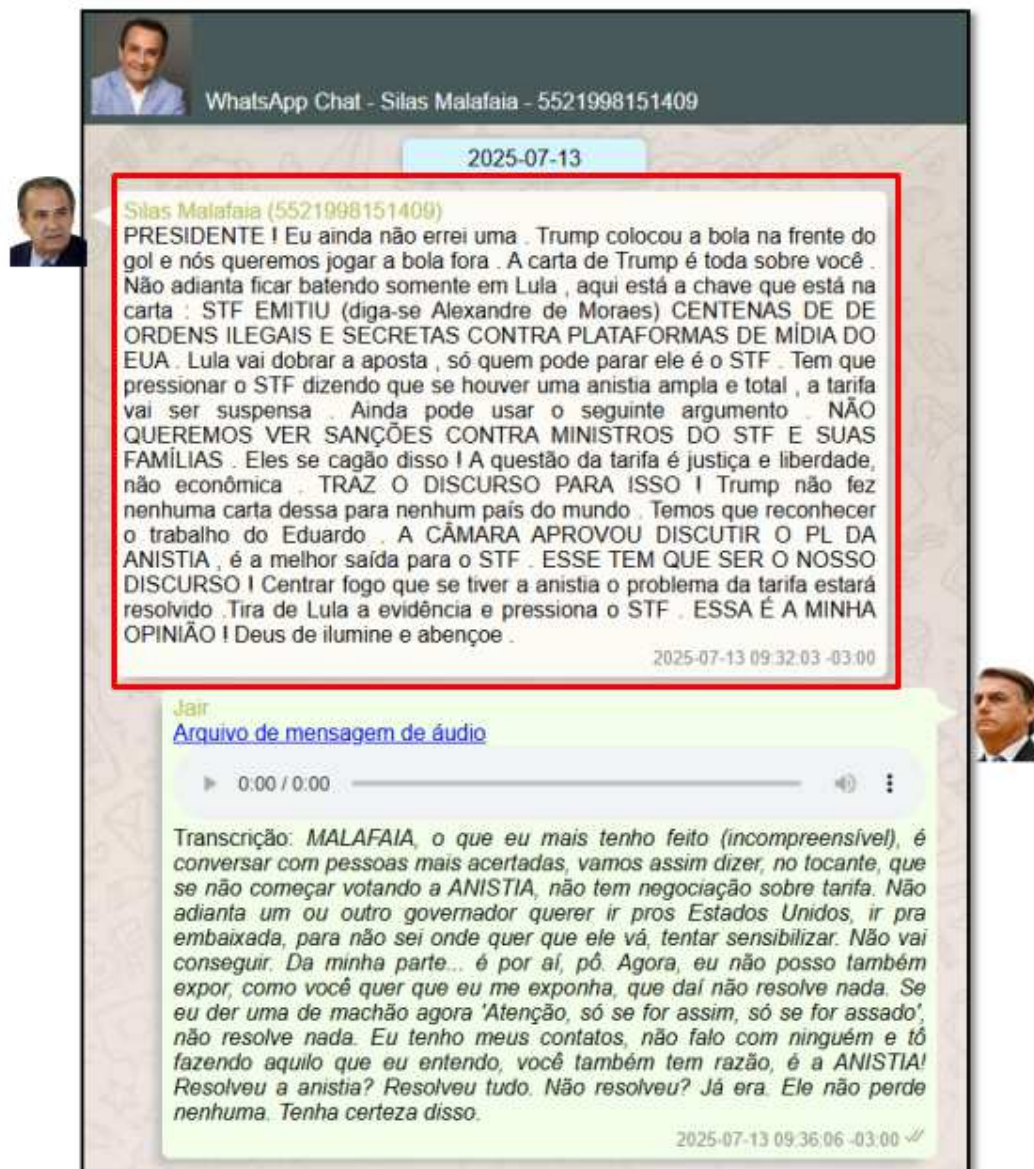 WhatsApp Chat - Silas Malafaia - 5521998151409
2025-07-13
Silas Malafaia (5521998151409)
PRESIDENTE ! Eu ainda não errei uma . Trump colocou a bola na frente do
gol e nós queremos jogar a bola fora . A carta de Trump é toda sobre você .
Não adianta ficar batendo somente em Lula , aqui está a chave que está na
carta : STF EMITIU (diga-se Alexandre de Moraes) CENTENAS DE DE
ORDENS ILEGAIS E SECRETAS CONTRA PLATAFORMAS DE MÍDIA DO
EUA . Lula vai dobrar a aposta , só quem pode parar ele é o STF . Tem que
pressionar o STF dizendo que se houver uma anistia ampla e total , a tarifa
vai ser suspensa . Ainda pode usar o seguinte argumento . NÃO
QUEREMOS VER SANÇÕES CONTRA MINISTROS DO STF E SUAS
FAMÍLIAS . Eles se cagão disso ! A questão da tarifa é justiça e liberdade,
não econômica . TRAZ O DISCURSO PARA ISSO ! Trump não fez
nenhuma carta dessa para nenhum país do mundo . Temos que reconhecer
o trabalho do Eduardo . A CÂMARA APROVOU DISCUTIR O PL DA
ANISTIA , é a melhor saída para o STF . ESSE TEM QUE SER O NOSSO
DISCURSO ! Centrar fogo que se tiver a anistia o problema da tarifa estará
resolvido .Tira de Lula a evidência e pressiona o STF . ESSA É A MINHA
OPINIÃO ! Deus de ilumine e abençoe .
2025-07-13 09:32:03 -03:00
Jair
Arquivo de mensagem de áudio
0:00 / 0:00
Transcrição: MALAFAIA, o que eu mais tenho feito (incompreensível), é
conversar com pessoas mais acertadas, vamos assim dizer, no tocante, que
se não começar votando a ANISTIA, não tem negociação sobre tarifa. Não
adianta um ou outro governador querer ir pros Estados Unidos, ir pra
embaixada, para não sei onde quer que ele vá, tentar sensibilizar. Não vai
conseguir. Da minha parte... é por aí, pô. Agora, eu não posso também
expor, como você quer que eu me exponha, que daí não resolve nada. Se
eu der uma de machão agora 'Atenção, só se for assim, só se for assado',
não resolve nada. Eu tenho meus contatos, não falo com ninguém e tô
fazendo aquilo que eu entendo, você também tem razão, é a ANISTIA!
Resolveu a anistia? Resolveu tudo. Não resolveu? Já era. Ele não perde
nenhuma. Tenha certeza disso.
2025-07-13 09:36:06 -03:00